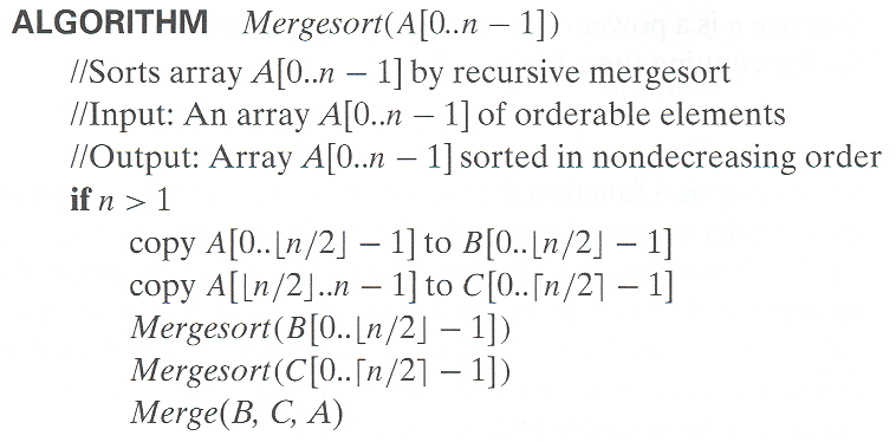 ALGORITHM Mergesort(A[0..n − 1])
//Sorts array A[0..n − 1] by recursive mergesort
//Input: An array A[0..n − 1] of orderable elements
//Output: Array A[0..n − 1] sorted in nondecreasing order
if n > 1
copy A[0..⌊n/2⌋ − 1] to B[0..⌊n/2⌋ − 1]
copy A[⌊n/2⌋..n − 1] to C[0..⌈n/2⌉ − 1]
Mergesort(B[0..⌊n/2⌋ − 1])
Mergesort(C[0..⌈n/2⌉ − 1])
Merge(B, C, A)